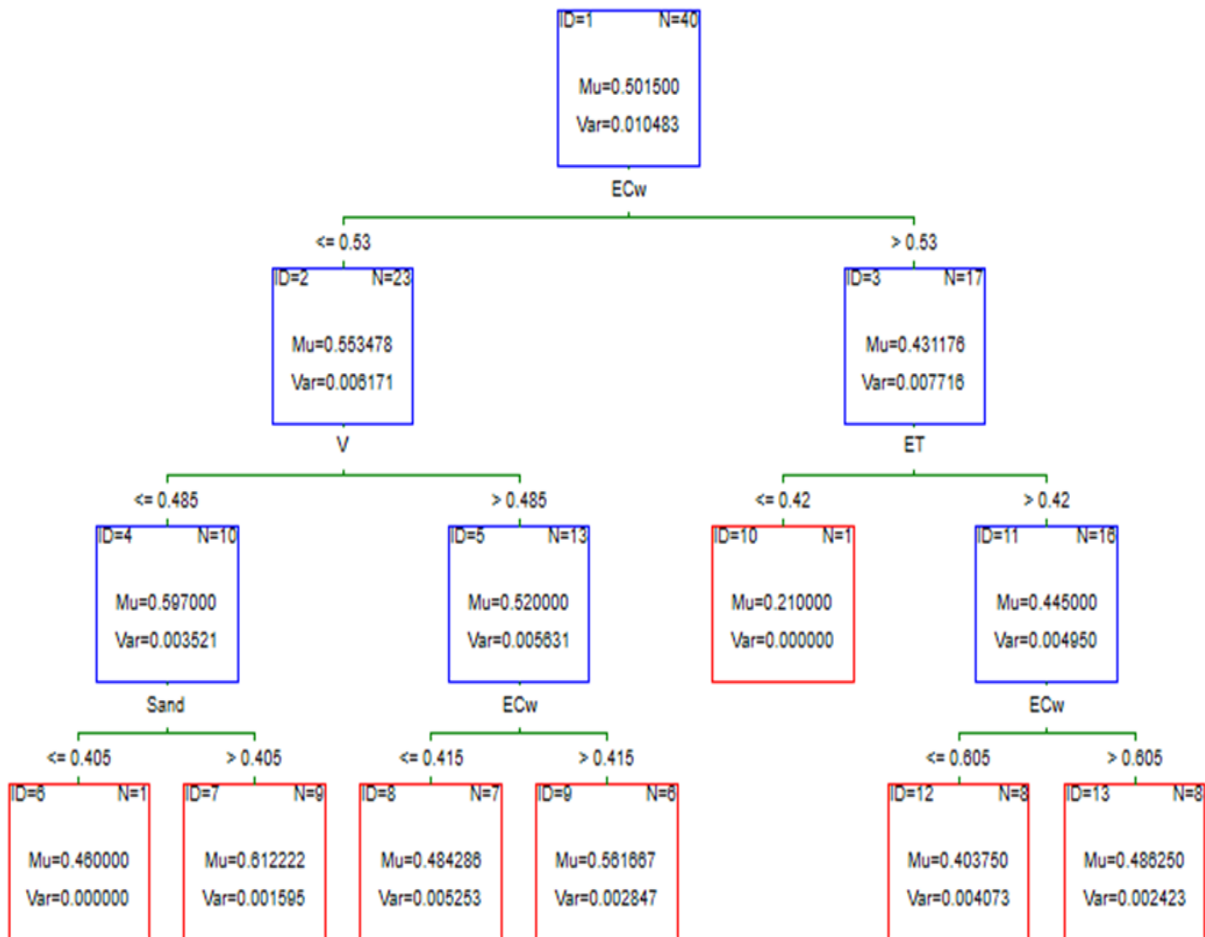 ID=1 N=40
Mu=0.501500
Var=0.010483
ECw
<= 0.53 > 0.53
ID=2 N=23 ID=3 N=17
Mu=0.553478 Mu=0.431176
Var=0.006171 Var=0.007716
V ET
<= 0.485 > 0.485 <= 0.42 > 0.42
ID=4 N=10 ID=5 N=13 ID=10 N=1 ID=11 N=16
Mu=0.597000 Mu=0.520000 Mu=0.210000 Mu=0.445000
Var=0.003521 Var=0.005631 Var=0.000000 Var=0.004950
Sand ECw ECw
<= 0.405 > 0.405 <= 0.415 > 0.415 <= 0.605 > 0.605
ID=6 N=1 ID=7 N=9 ID=8 N=7 ID=9 N=6 ID=12 N=8 ID=13 N=8
Mu=0.460000 Mu=0.612222 Mu=0.484286 Mu=0.561667 Mu=0.403750 Mu=0.486250
Var=0.000000 Var=0.001595 Var=0.005253 Var=0.002847 Var=0.004073 Var=0.002423